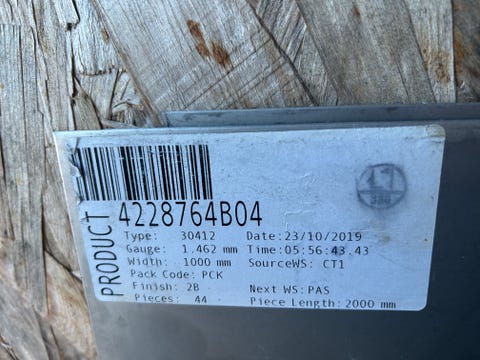 PRODUCT
4228764B04
Type: 30412 Date:23/10/2019
Gauge: 1.462 mm Time:05:56:43.43
Width: 1000 mm SourceWS: CT1
Pack Code: PCK
Finish: 2B Next WS:PAS
Pieces: 44 Piece Length:2000 mm